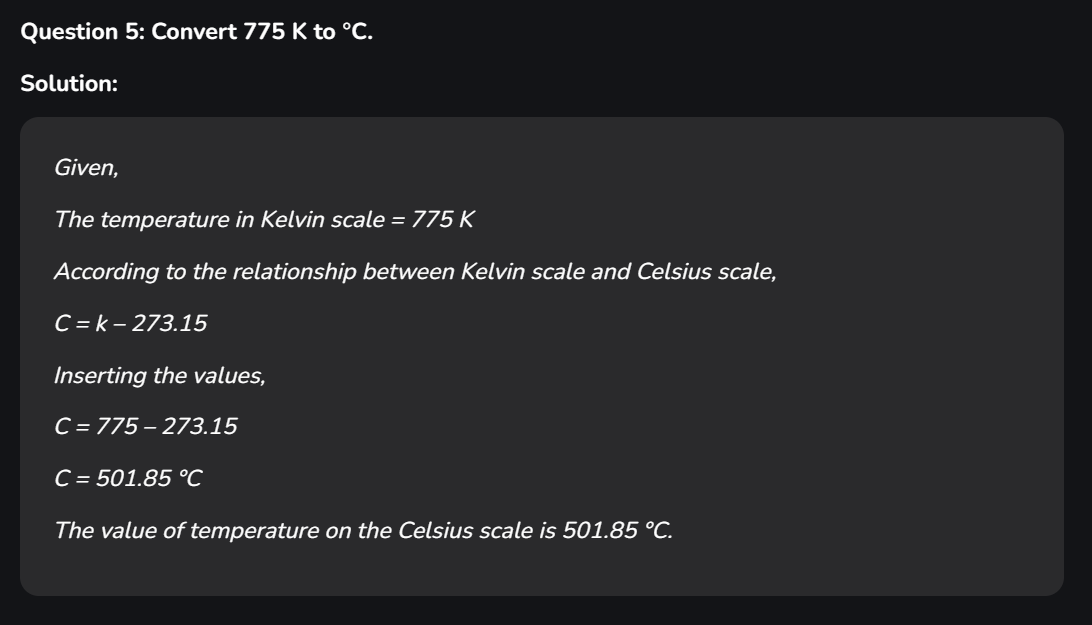 Question 5: Convert 775 K to °C.
Solution:
Given,
The temperature in Kelvin scale = 775 K
According to the relationship between Kelvin scale and Celsius scale,
C = k – 273.15
Inserting the values,
C = 775 – 273.15
C = 501.85 °C
The value of temperature on the Celsius scale is 501.85 °C.